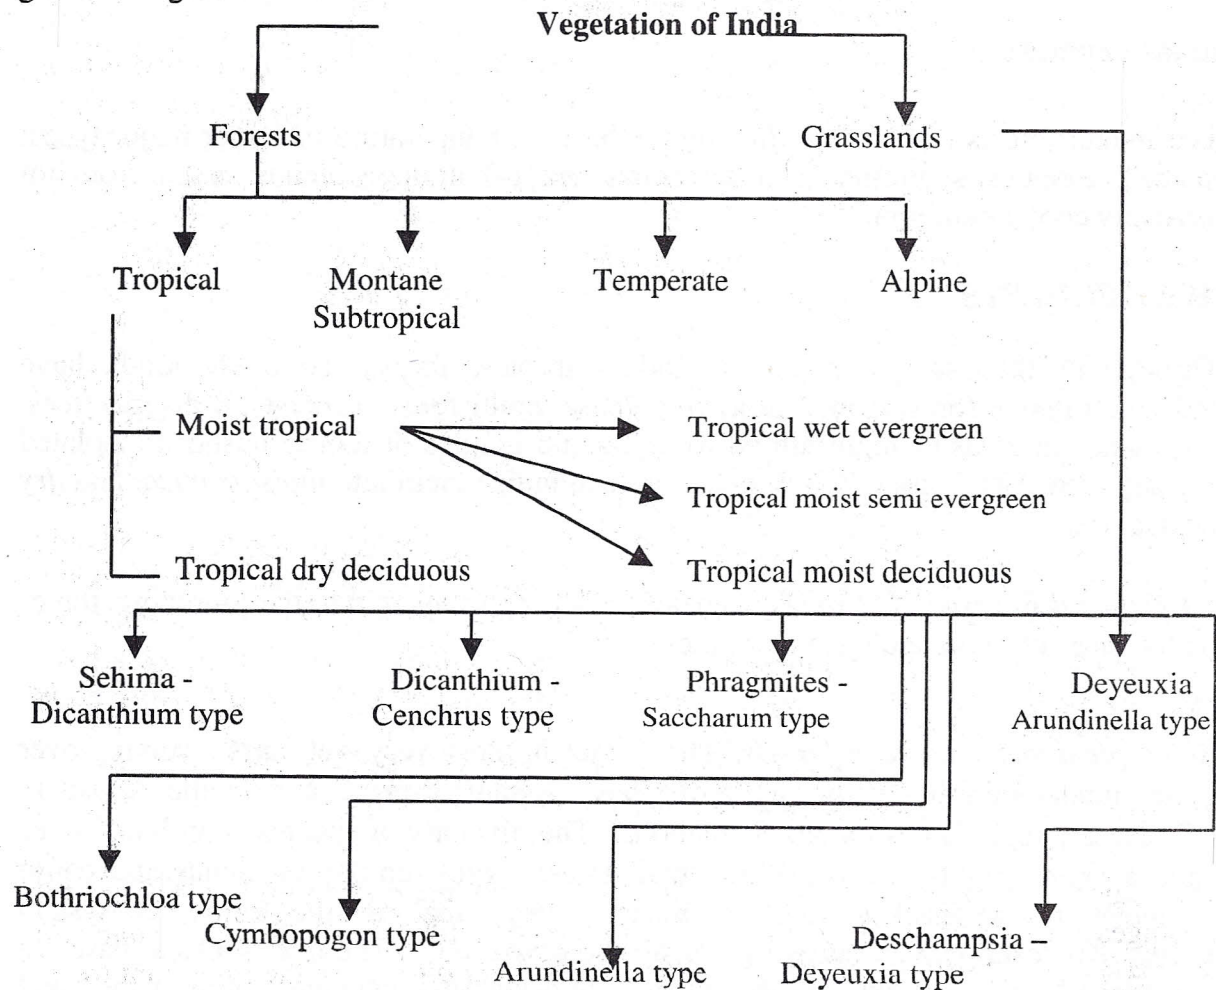 Vegetation of India
Forests
Grasslands
Tropical
Montane
Subtropical
Temperate
Alpine
Moist tropical
Tropical wet evergreen
Tropical moist semi evergreen
Tropical dry deciduous
Tropical moist deciduous
Sehima -
Dicanthium type
Dicanthium -
Cenchrus type
Phragmites -
Saccharum type
Deyeuxia
Arundinella type
Bothriochloa type
Cymbopogon type
Arundinella type
Deschampsia –
Deyeuxia type